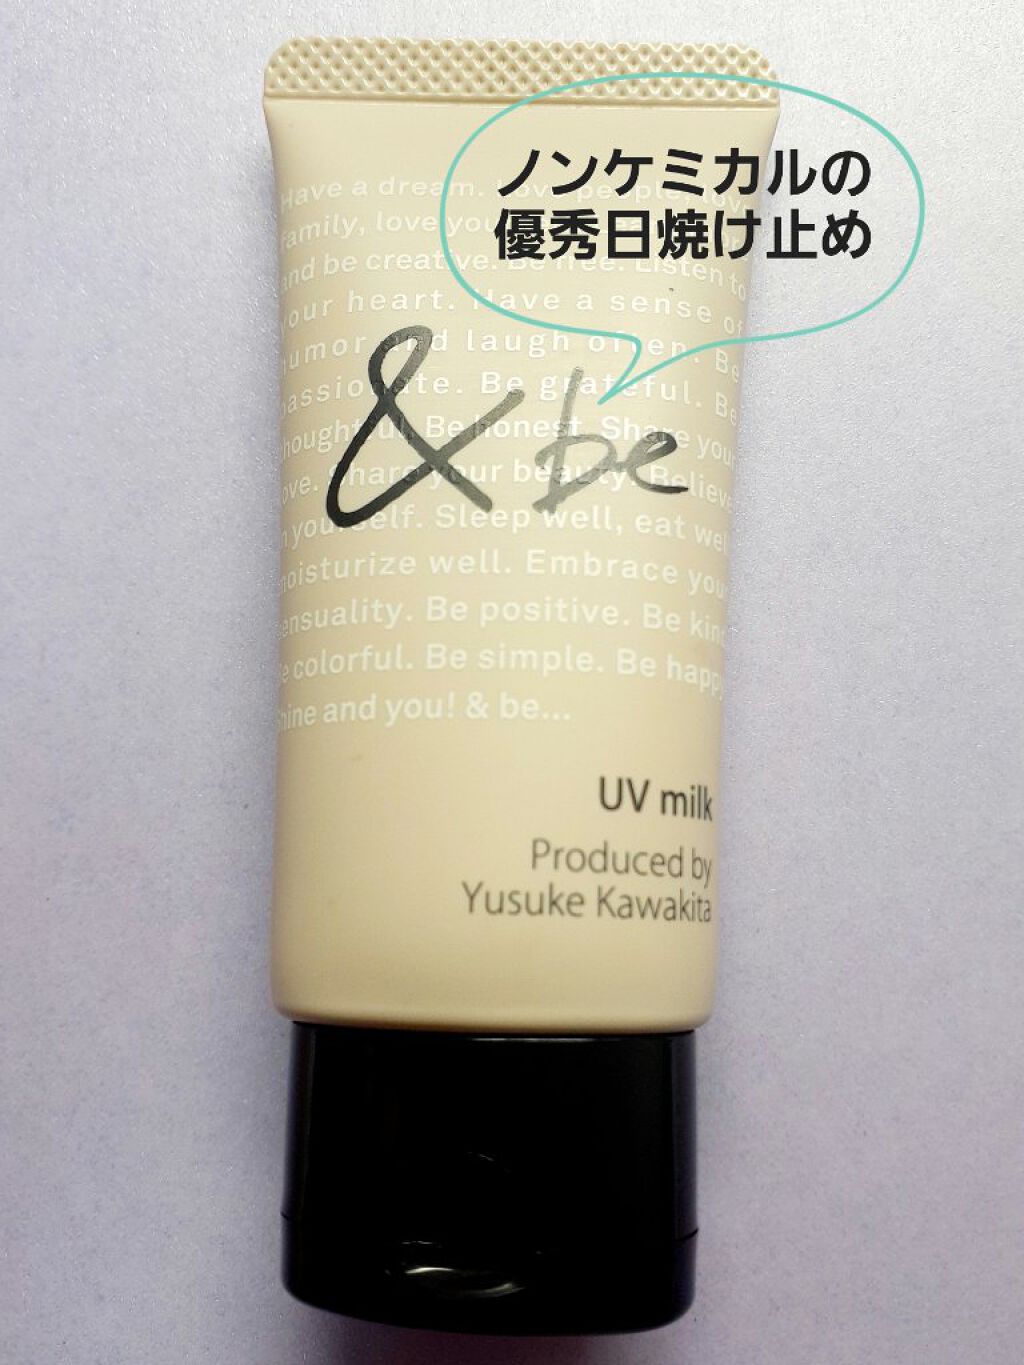 ノンケミカルの
優秀日焼け止め
Have a dream. Love people, love
family, love you
and be creative. Be free. Listen to
your heart. Have a sense of
humor and laugh often. Be
passionate. Be grateful. Be
thoughtful. Be honest. Share your
love. Share your beauty. Believe
in yourself. Sleep well, eat well,
moisturize well. Embrace your
sensuality. Be positive. Be kind.
Be colorful. Be simple. Be happy.
Shine and you! & be...
& be
UV milk
Produced by
Yusuke Kawakita